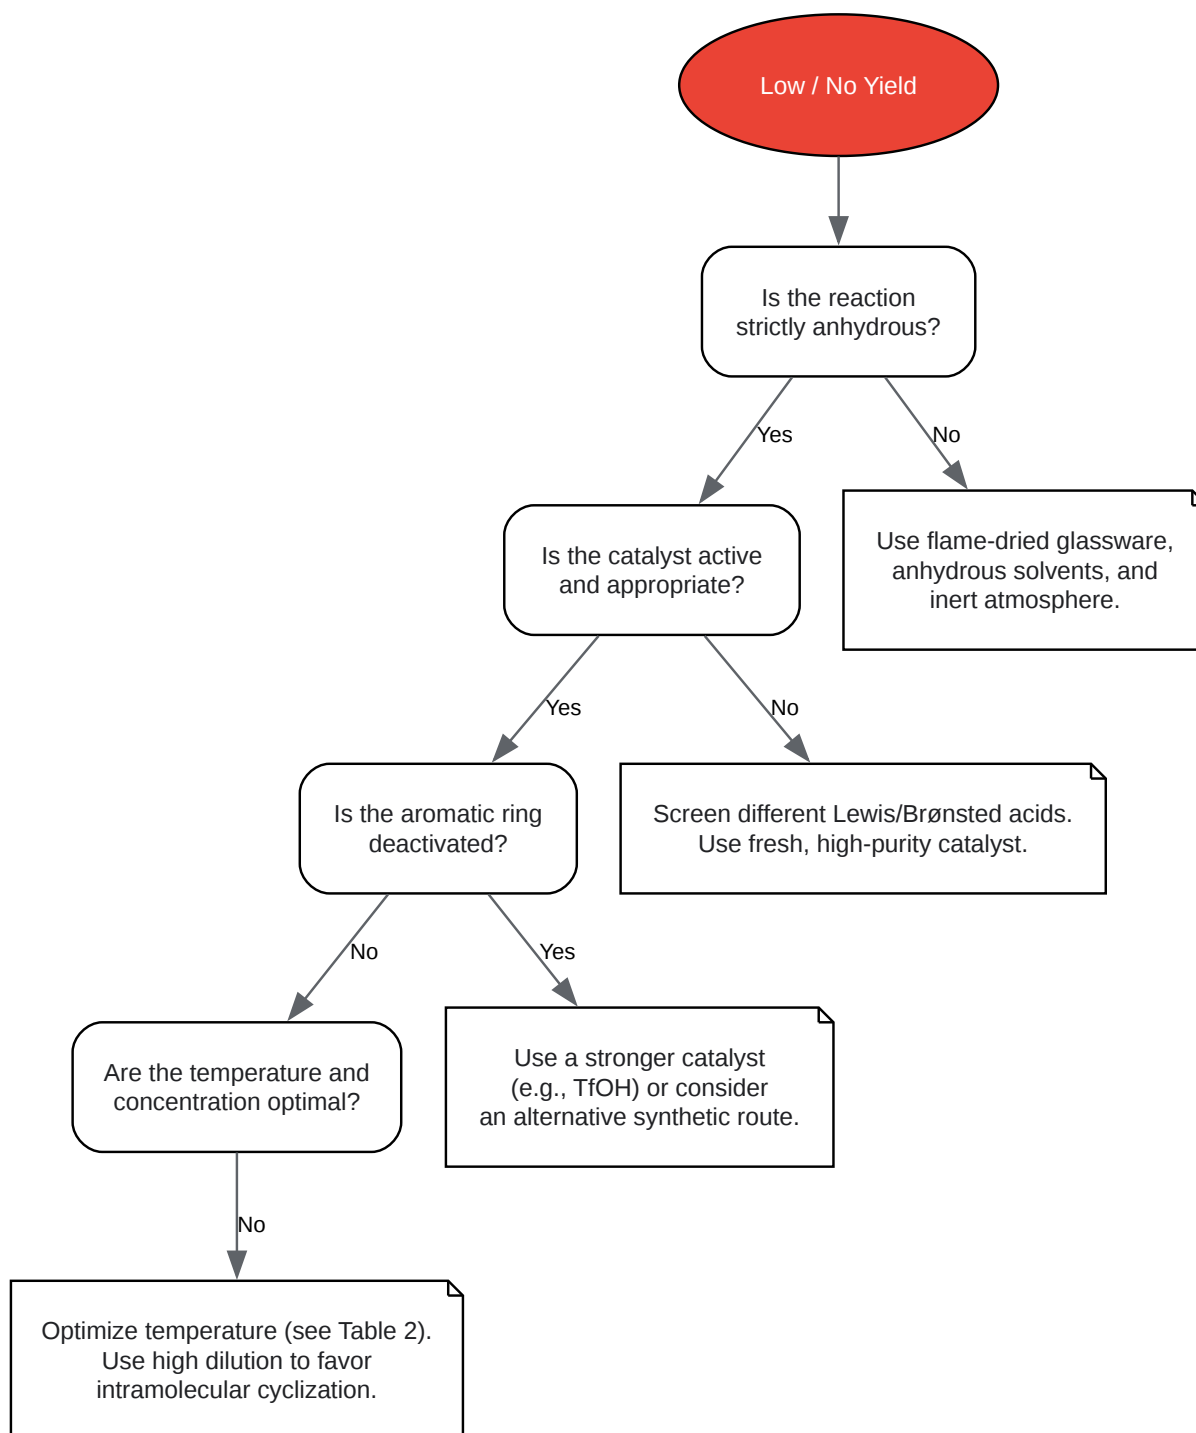 Low / No Yield
Is the reaction
strictly anhydrous?
Yes
No
Is the catalyst active
and appropriate?
Use flame-dried glassware,
anhydrous solvents, and
inert atmosphere.
Yes
No
Is the aromatic ring
deactivated?
Screen different Lewis/Brønsted acids.
Use fresh, high-purity catalyst.
No
Yes
Are the temperature and
concentration optimal?
Use a stronger catalyst
(e.g., TfOH) or consider
an alternative synthetic route.
No
Optimize temperature (see Table 2).
Use high dilution to favor
intramolecular cyclization.